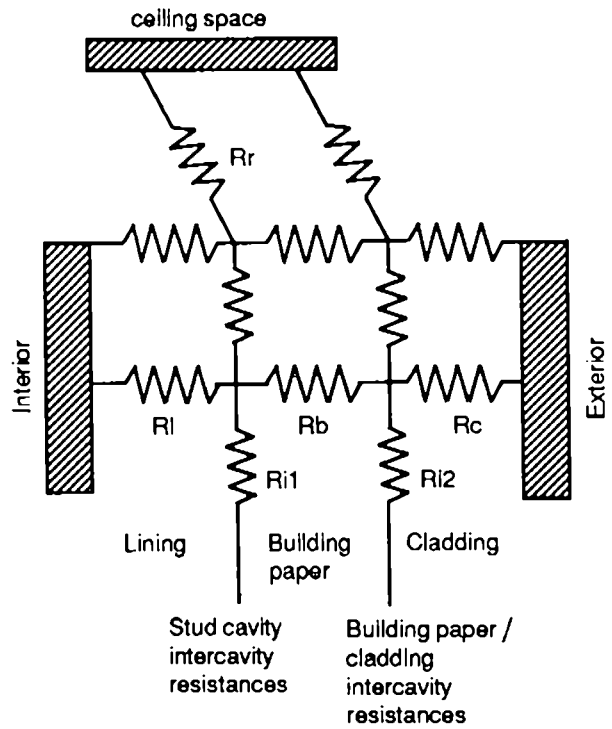 ceiling space
Rr
Interior
Exterior
Rl
Rb
Rc
Ri1
Ri2
Lining
Building
paper
Cladding
Stud cavity
intercavity
resistances
Building paper /
cladding
intercavity
resistances